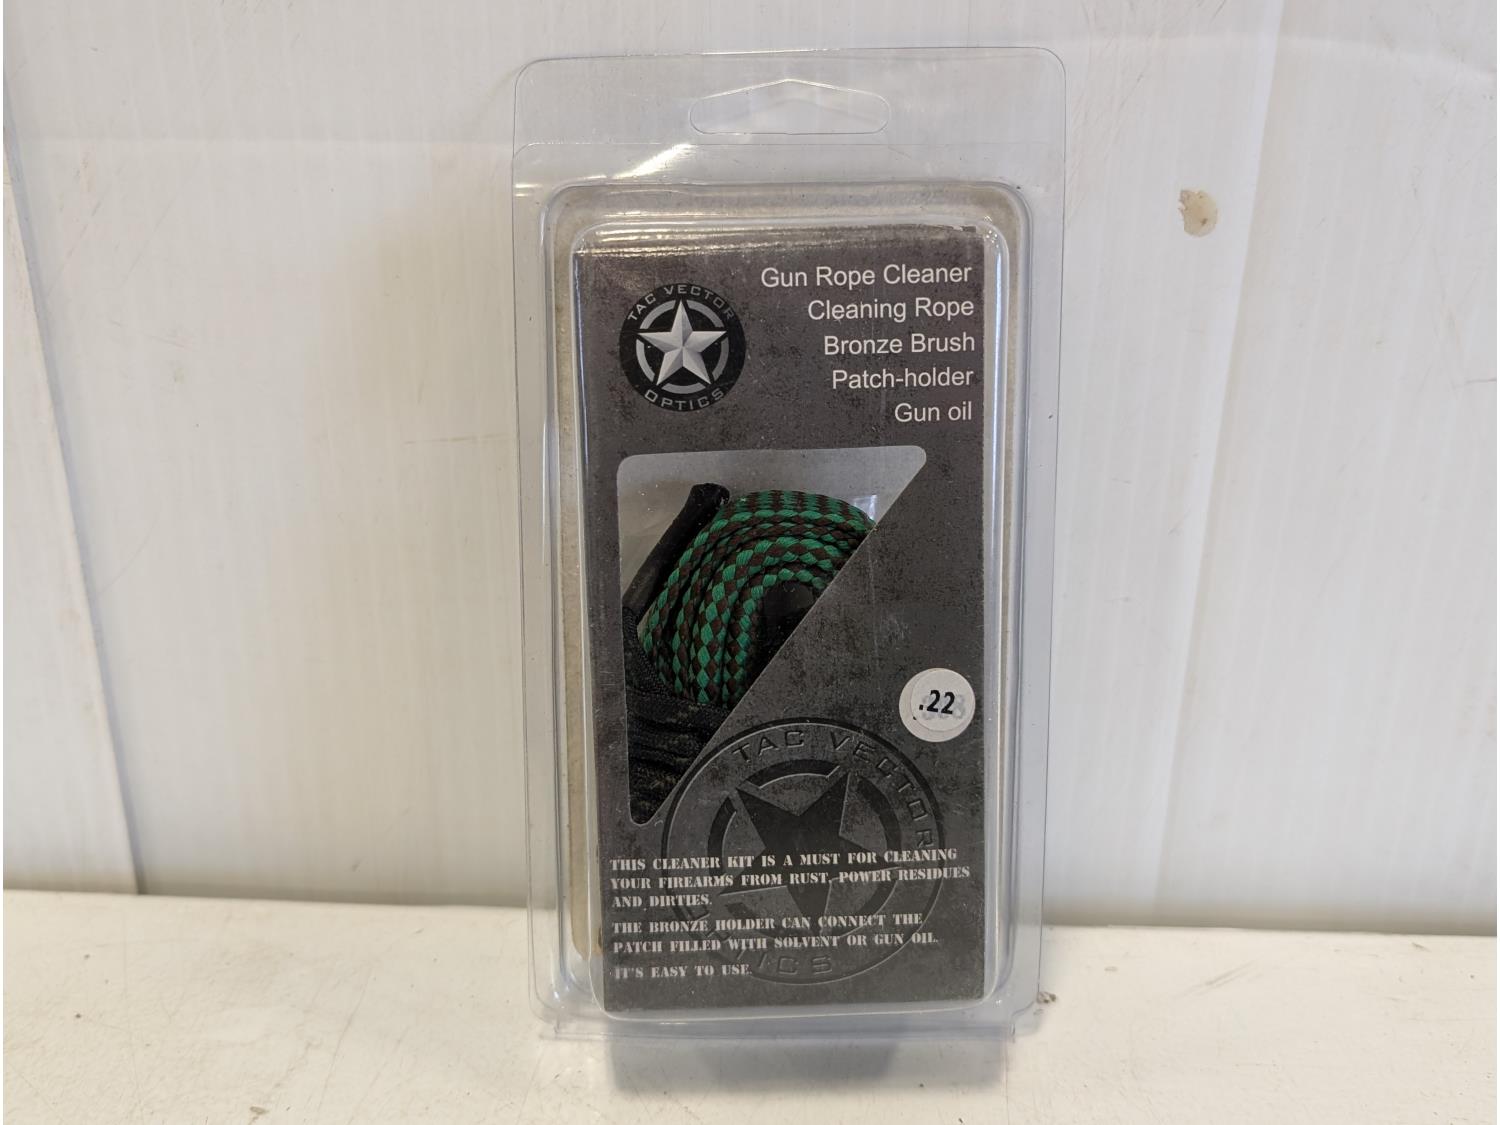 TAC VECTOR
OPTICS
Gun Rope Cleaner
Cleaning Rope
Bronze Brush
Patch-holder
Gun oil
.22
TAC VECTOR
OPTICS
THIS CLEANER KIT IS A MUST FOR CLEANING
YOUR FIREARMS FROM RUST, POWER RESIDUES
AND DIRTIES.
THE BRONZE HOLDER CAN CONNECT THE
PATCH FILLED WITH SOLVENT OR GUN OIL.
IT'S EASY TO USE.